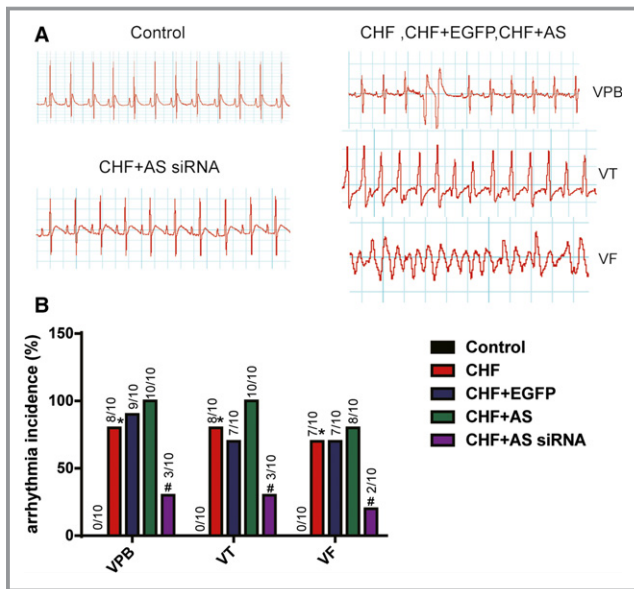 A
Control
CHF ,CHF+EGFP,CHF+AS
VPB
CHF+AS siRNA
VT
VF
B
arrhythmia incidence (%)
150
100
50
0
0/10
8/10
*
9/10
10/10
# 3/10
0/10
8/10
*
7/10
10/10
# 3/10
0/10
7/10
*
7/10
8/10
# 2/10
VPB
VT
VF
Control
CHF
CHF+EGFP
CHF+AS
CHF+AS siRNA